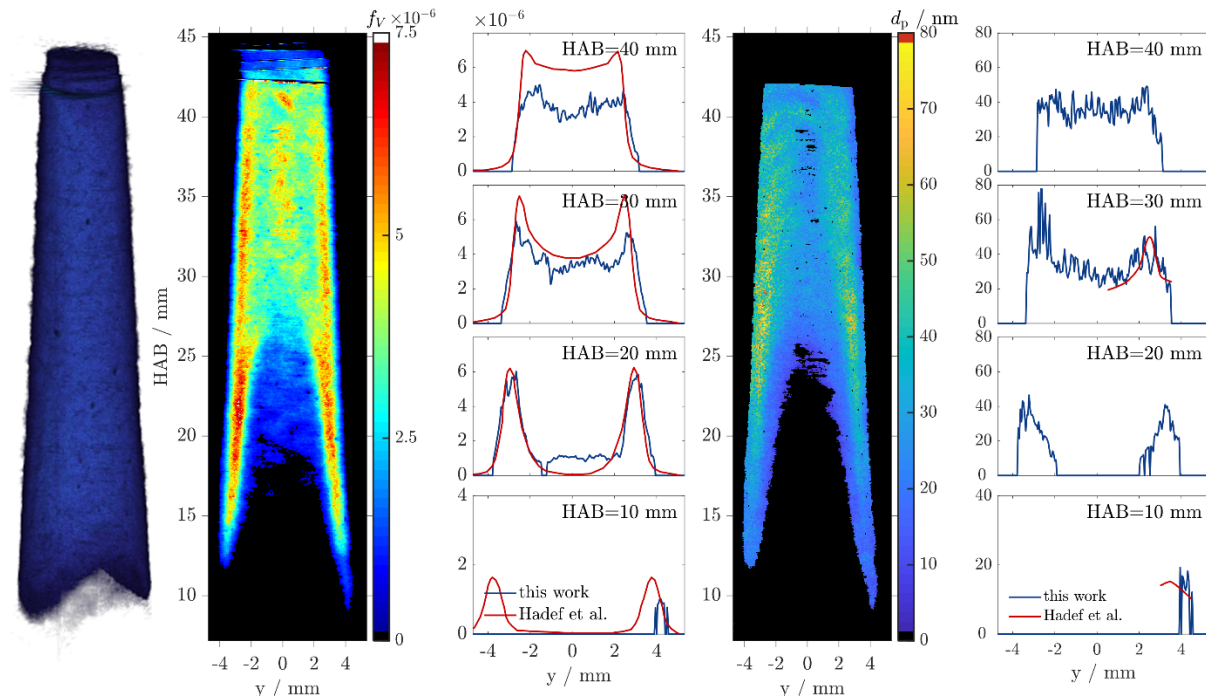 f_V ×10⁻⁶
7.5
5
2.5
0
HAB / mm
45
40
35
30
25
20
15
10
-4 -2 0 2 4
y / mm
×10⁻⁶
HAB=40 mm
6
4
2
0
HAB=30 mm
6
4
2
0
HAB=20 mm
6
4
2
0
HAB=10 mm
4
2
0
this work
Hadef et al.
-4 -2 0 2 4
y / mm
d_p / nm
80
70
60
50
40
30
20
10
0
45
40
35
30
25
20
15
10
-4 -2 0 2 4
y / mm
HAB=40 mm
60
40
20
0
HAB=30 mm
80
60
40
20
0
HAB=20 mm
80
60
40
20
0
HAB=10 mm
40
20
0
this work
Hadef et al.
-4 -2 0 2 4
y / mm